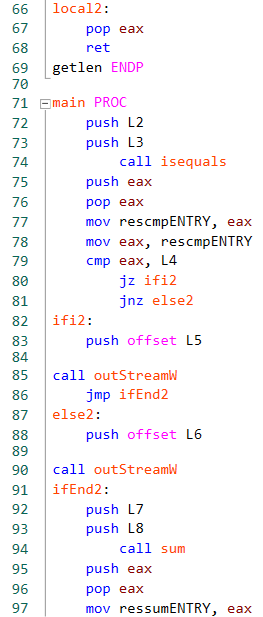 66 local2:
67 pop eax
68 ret
69 getlen ENDP
70
71 main PROC
72 push L2
73 push L3
74 call isequals
75 push eax
76 pop eax
77 mov rescmpENTRY, eax
78 mov eax, rescmpENTRY
79 cmp eax, L4
80 jz ifi2
81 jnz else2
82 ifi2:
83 push offset L5
84
85 call outStreamW
86 jmp ifEnd2
87 else2:
88 push offset L6
89
90 call outStreamW
91 ifEnd2:
92 push L7
93 push L8
94 call sum
95 push eax
96 pop eax
97 mov ressumENTRY, eax